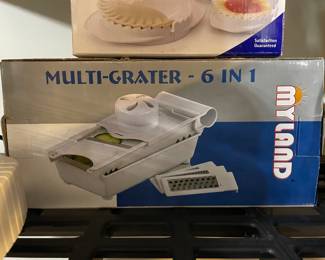 Satisfaction
Guaranteed
MULTI-GRATER - 6 IN 1
MYLAND